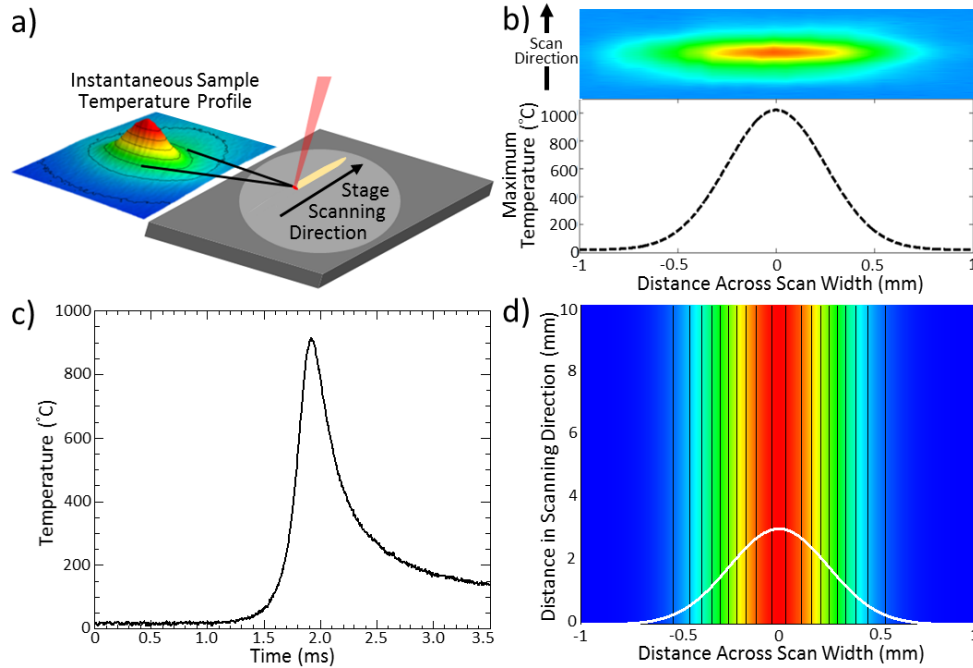 a)
Instantaneous Sample
Temperature Profile
Stage
Scanning
Direction
b)
Scan
Direction
Maximum
Temperature (˚C)
1000
800
600
400
200
0
-1
-0.5
0
0.5
1
Distance Across Scan Width (mm)
c)
Temperature (˚C)
1000
800
600
400
200
0
0
0.5
1.0
1.5
2.0
2.5
3.0
3.5
Time (ms)
d)
Distance in Scanning Direction (mm)
10
8
6
4
2
0
-1
-0.5
0
0.5
1
Distance Across Scan Width (mm)